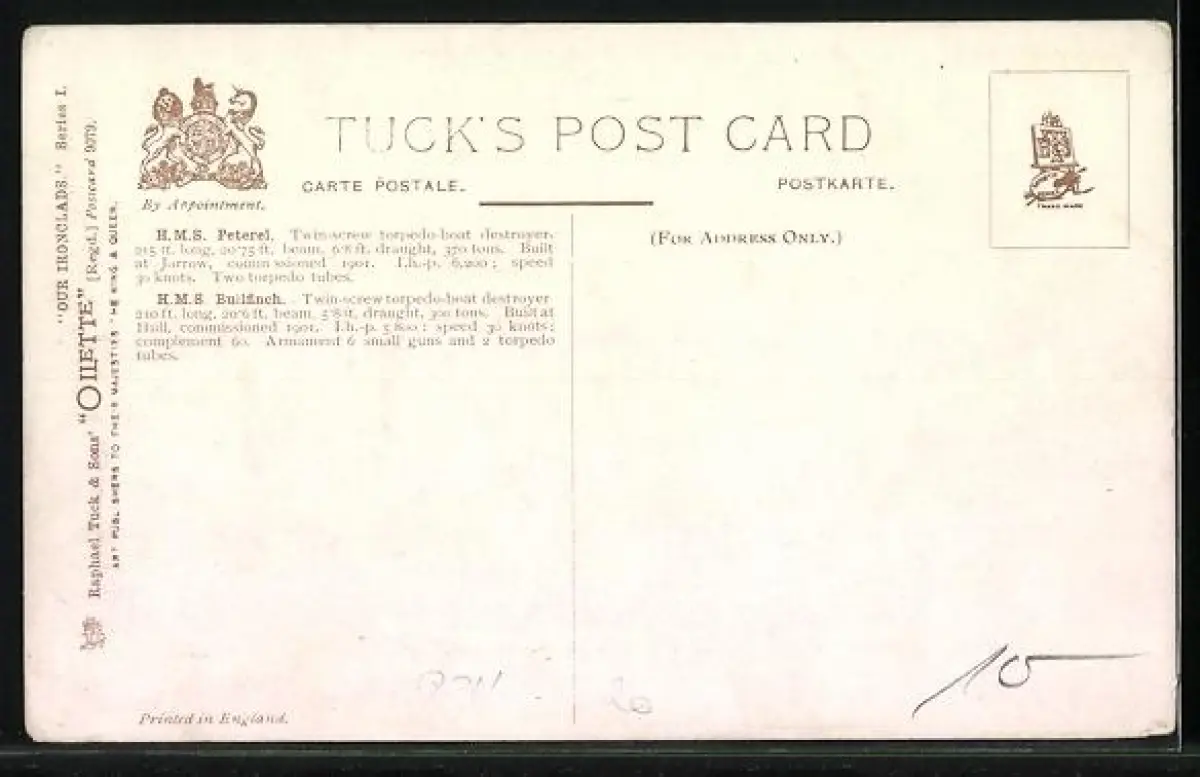 "OUR IRONCLADS." Series I.
Raphael Tuck & Sons' "OILETTE" [Regd.] Postcard 9079.
ART PUBLISHERS TO THEIR MAJESTIES THE KING & QUEEN.
By Appointment.
TUCK'S POST CARD
CARTE POSTALE.
POSTKARTE.
TRADE MARK
H.M.S. Peterel. Twin-screw torpedo-boat destroyer.
215 ft. long, 20·75 ft. beam, 6·8 ft. draught, 370 tons. Built
at Jarrow, commissioned 1901. I.h.-p. 6,200; speed
30 knots. Two torpedo tubes.
H.M.S. Bullfinch. Twin-screw torpedo-boat destroyer
210 ft. long, 20·6 ft. beam, 5·8 ft. draught, 300 tons. Built at
Hull, commissioned 1901. I.h.-p. 5,800; speed 30 knots;
complement 60. Armament 6 small guns and 2 torpedo
tubes.
(FOR ADDRESS ONLY.)
20
10
Printed in England.